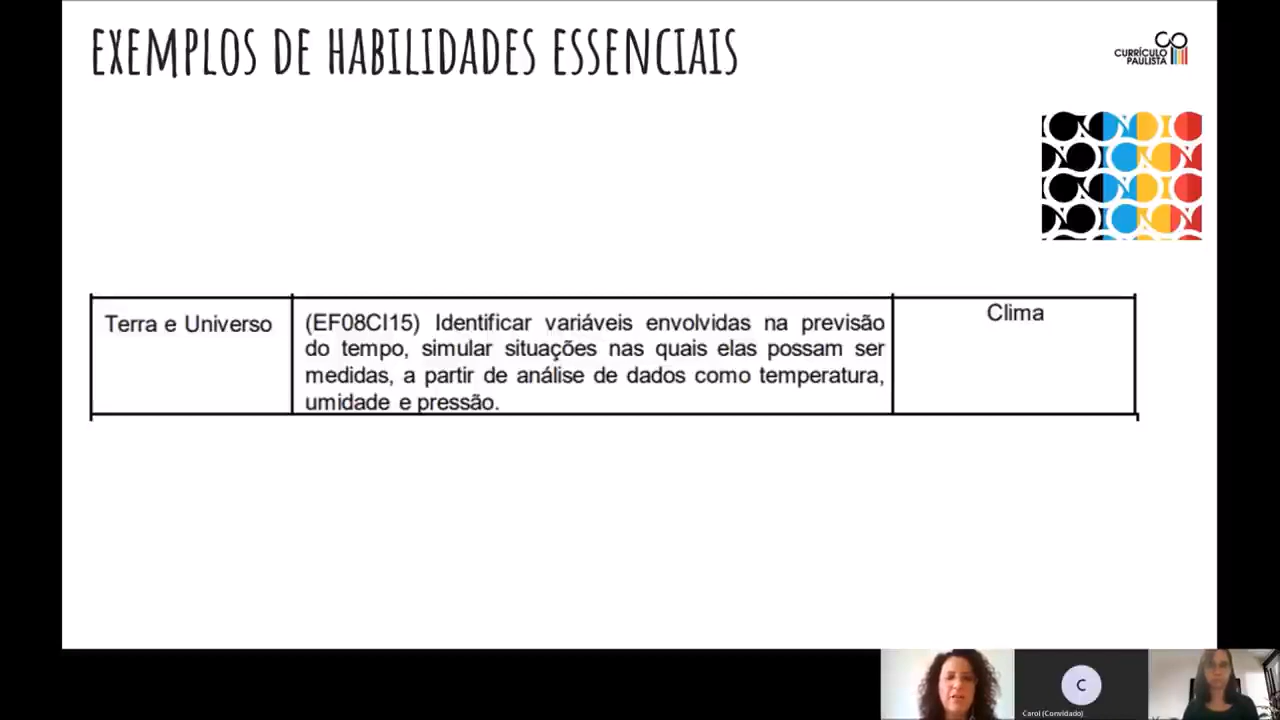 EXEMPLOS DE HABILIDADES ESSENCIAIS
CURRÍCULO
PAULISTA
Terra e Universo
(EF08CI15) Identificar variáveis envolvidas na previsão
do tempo, simular situações nas quais elas possam ser
medidas, a partir de análise de dados como temperatura,
umidade e pressão.
Clima
C
Carol (Convidado)